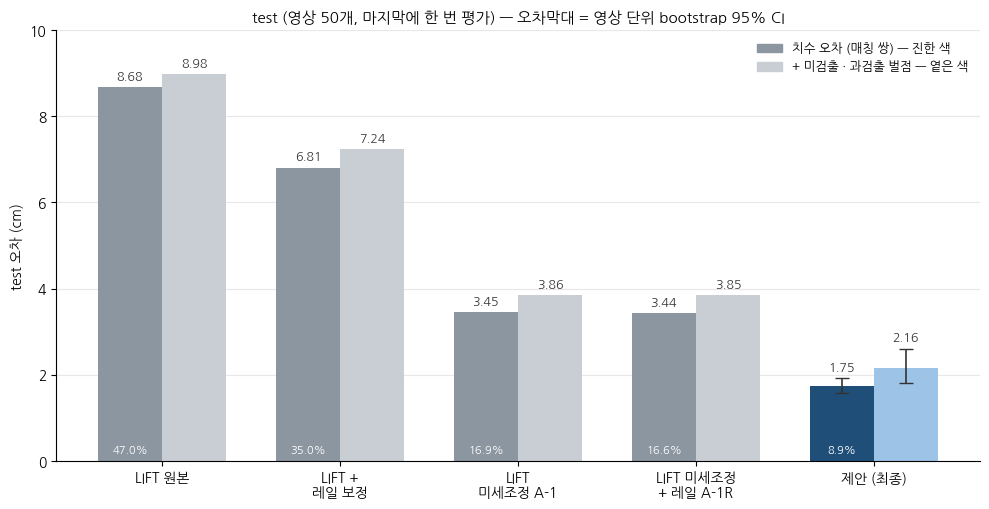 test (영상 50개, 마지막에 한 번 평가) — 오차막대 = 영상 단위 bootstrap 95% CI
치수 오차 (매칭 쌍) — 진한 색
+ 미검출 · 과검출 벌점 — 옅은 색
test 오차 (cm)
10
8
6
4
2
0
8.68
8.98
6.81
7.24
3.45
3.86
3.44
3.85
1.75
2.16
47.0%
35.0%
16.9%
16.6%
8.9%
LIFT 원본
LIFT +
레일 보정
LIFT
미세조정 A-1
LIFT 미세조정
+ 레일 A-1R
제안 (최종)